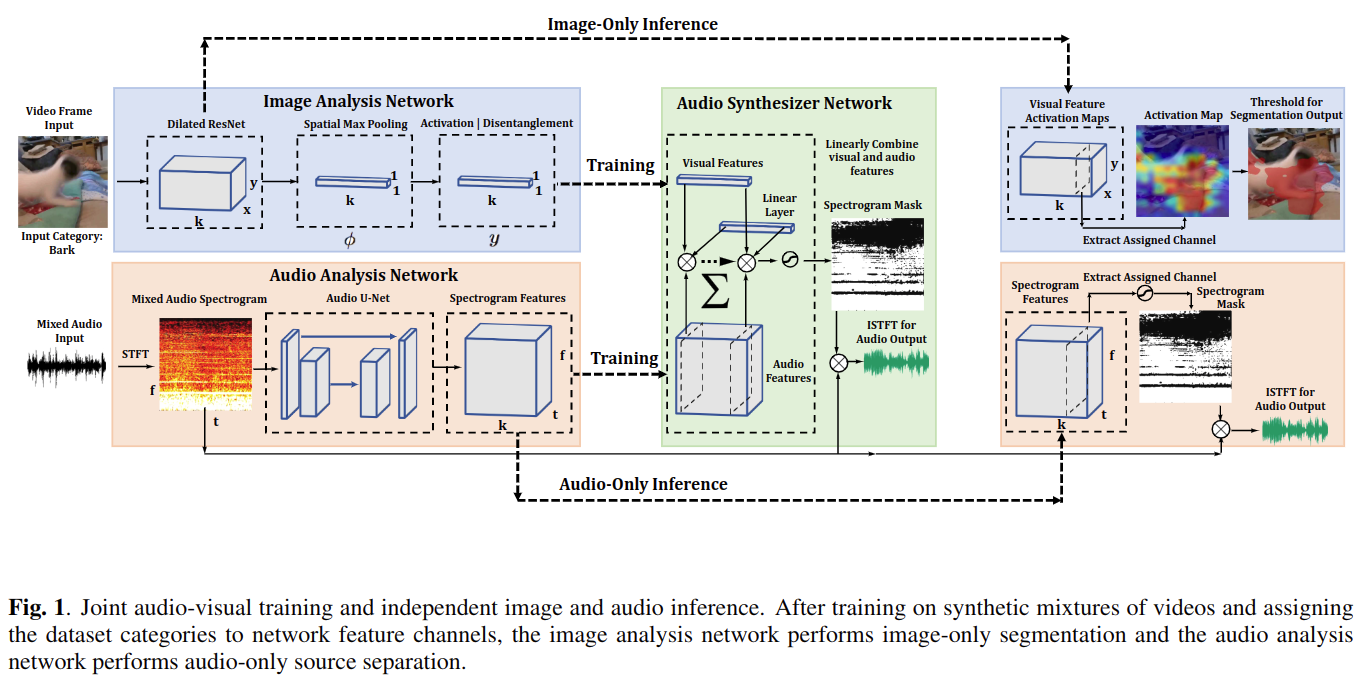 Image-Only Inference
Video Frame
Input
Input Category:
Bark
Image Analysis Network
Dilated ResNet
y
x
k
Spatial Max Pooling
1
1
k
ϕ
Activation | Disentanglement
1
1
k
y
Training
Audio Synthesizer Network
Visual Features
Linear
Layer
Σ
Audio
Features
Linearly Combine
visual and audio
features
Spectrogram Mask
ISTFT for
Audio Output
Visual Feature
Activation Maps
y
x
k
Activation Map
Threshold for
Segmentation Output
Extract Assigned Channel
Mixed Audio
Input
STFT
Audio Analysis Network
Mixed Audio Spectrogram
f
t
Audio U-Net
Spectrogram Features
f
t
k
Training
Extract Assigned Channel
Spectrogram
Features
f
t
k
Spectrogram
Mask
ISTFT for
Audio Output
Audio-Only Inference
Fig. 1. Joint audio-visual training and independent image and audio inference. After training on synthetic mixtures of videos and assigning
the dataset categories to network feature channels, the image analysis network performs image-only segmentation and the audio analysis
network performs audio-only source separation.